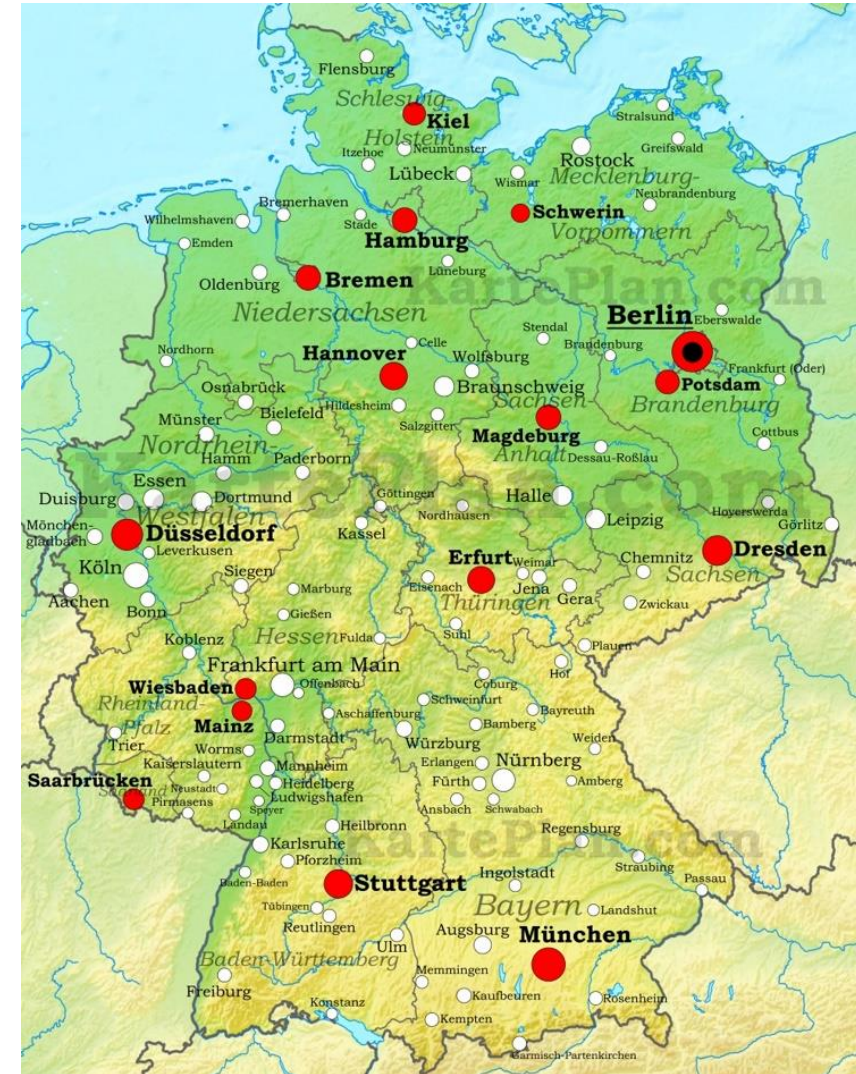 Flensburg
Schleswig-
Kiel
Holstein
Neumünster
Itzehoe
Lübeck
Stralsund
Greifswald
Rostock
Wismar
Mecklenburg-
Neubrandenburg
Schwerin
Vorpommern
Bremerhaven
Wilhelmshaven
Stade
Hamburg
Emden
Lüneburg
Oldenburg
Bremen
KartePlan.com
Niedersachsen
Berlin
Eberswalde
Stendal
Brandenburg
Celle
Hannover
Wolfsburg
Nordhorn
Frankfurt (Oder)
Potsdam
Osnabrück
Braunschweig
Sachsen-
Brandenburg
Hildesheim
Münster
Bielefeld
Salzgitter
Magdeburg
Cottbus
Nordrhein-
Anhalt
Dessau-Roßlau
Hamm
Paderborn
KartePlan.com
Essen
Duisburg
Dortmund
Göttingen
Halle
Westfalen
Nordhausen
Hoyerswerda
Leipzig
Görlitz
Mönchen-
gladbach
Düsseldorf
Kassel
Leverkusen
Erfurt
Weimar
Dresden
Köln
Siegen
Eisenach
Chemnitz
Sachsen
Marburg
Jena
Gera
Aachen
Bonn
Thüringen
Zwickau
Gießen
Hessen
Fulda
Suhl
Koblenz
Plauen
Frankfurt am Main
Hof
Wiesbaden
Offenbach
Coburg
Rheinland-
Schweinfurt
Mainz
Aschaffenburg
Bayreuth
Pfalz
Bamberg
Trier
Darmstadt
Würzburg
Weiden
Worms
Kaiserslautern
Erlangen
Nürnberg
Mannheim
Saarbrücken
Heidelberg
Fürth
Amberg
Saarland
Neustadt
Ludwigshafen
Pirmasens
Speyer
Ansbach
Schwabach
Landau
Heilbronn
Regensburg
Karlsruhe
KartePlan.com
Pforzheim
Straubing
Baden-Baden
Stuttgart
Ingolstadt
Passau
Tübingen
Bayern
Landshut
Reutlingen
Augsburg
Ulm
München
Baden-Württemberg
Memmingen
Freiburg
Kaufbeuren
Rosenheim
Konstanz
Kempten
Garmisch-Partenkirchen